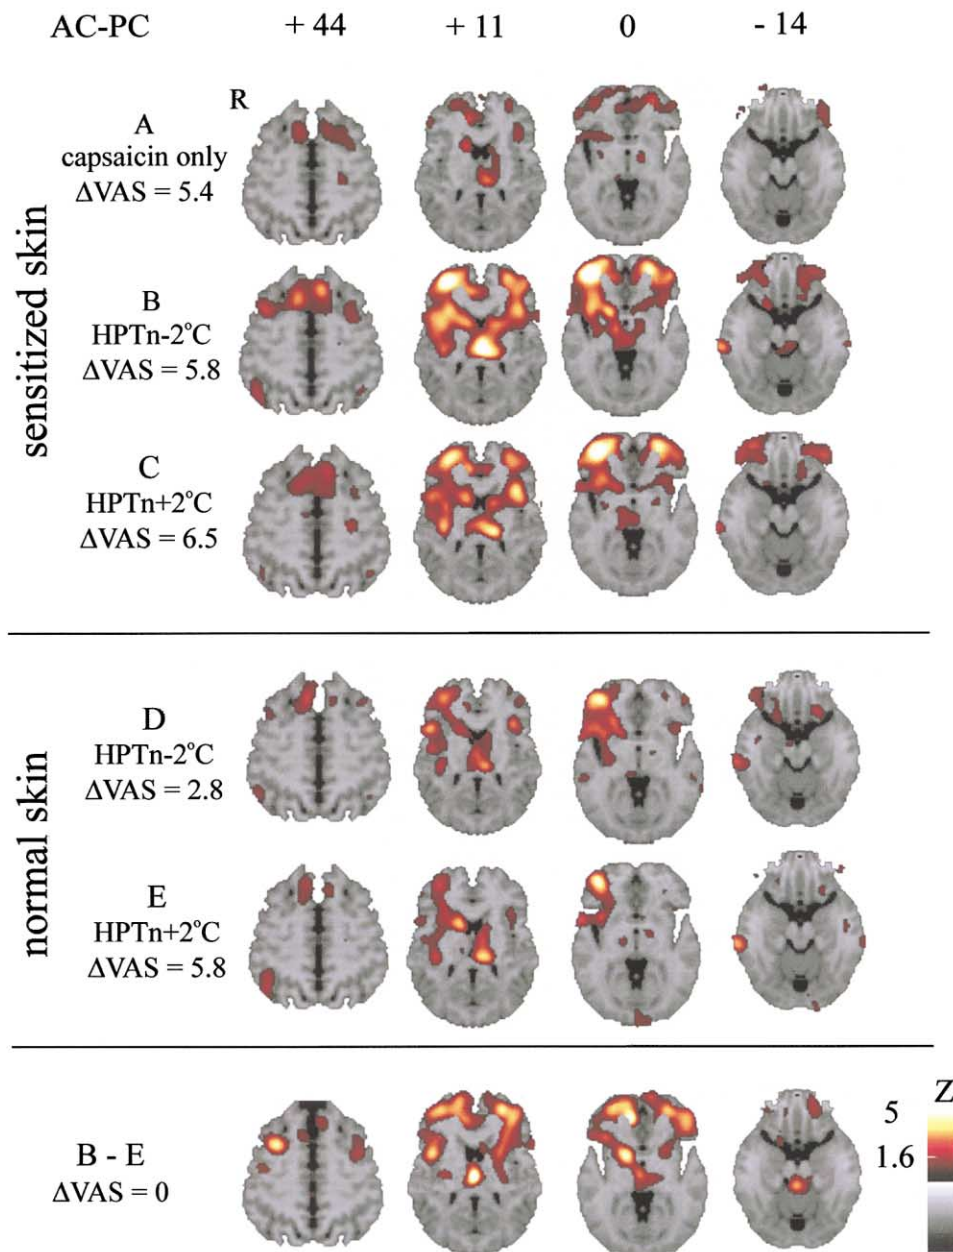 AC-PC + 44 + 11 0 - 14
R
sensitized skin
A
capsaicin only
ΔVAS = 5.4
B
HPTn-2°C
ΔVAS = 5.8
C
HPTn+2°C
ΔVAS = 6.5
normal skin
D
HPTn-2°C
ΔVAS = 2.8
E
HPTn+2°C
ΔVAS = 5.8
B - E
ΔVAS = 0
Z
5
1.6